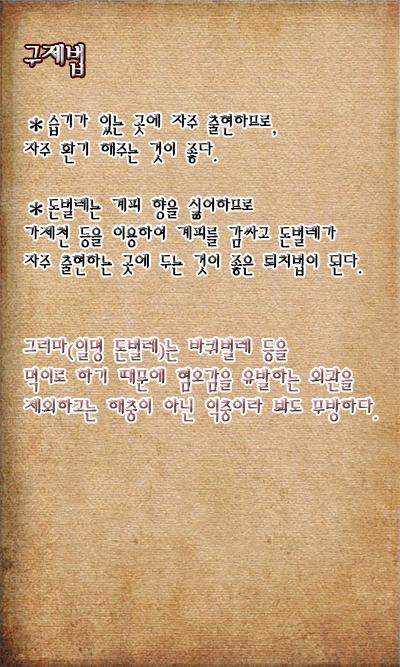 구제법
*습기가 있는 곳에 자주 출현하므로,
자주 환기 해주는 것이 좋다.
*돈벌레는 계피 향을 싫어하므로
가제천 등을 이용하여 계피를 감싸고 돈벌레가
자주 출현하는 곳에 두는 것이 좋은 퇴치법이 된다.
그리마(일명 돈벌레)는 바퀴벌레 등을
먹이로 하기 때문에 혐오감을 유발하는 외관을
제외하고는 해충이 아닌 익충이라 봐도 무방하다.